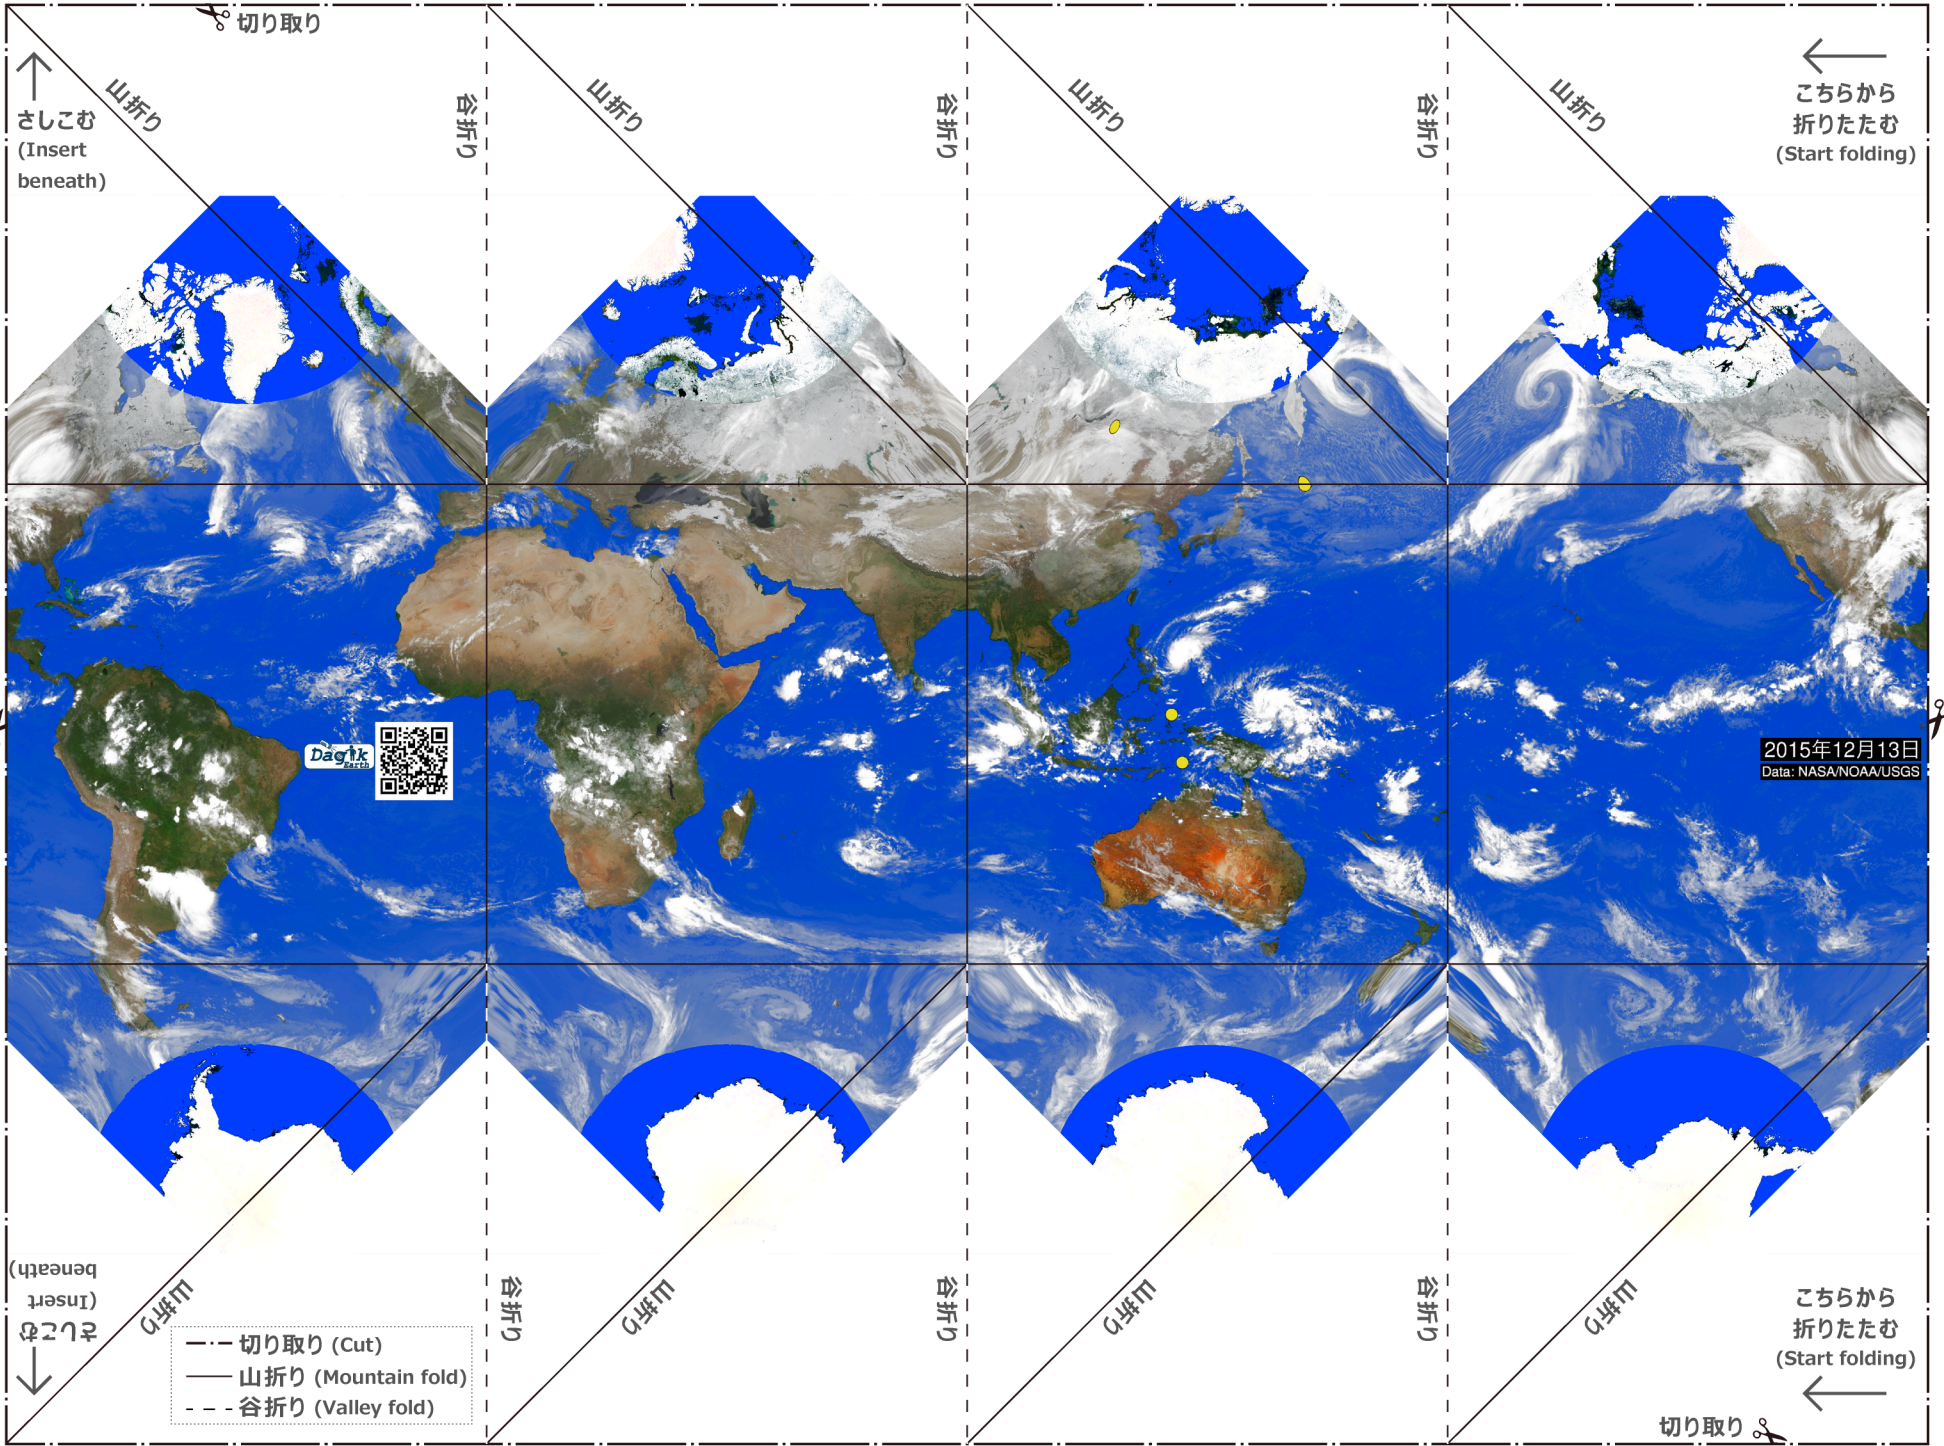 切り取り
山折り
谷折り
山折り
谷折り
山折り
谷折り
山折り
さしこむ
(Insert
beneath)
こちらから
折りたたむ
(Start folding)
Dagik
Earth
2015年12月13日
Data: NASA/NOAA/USGS
さしこむ
(Insert
beneath)
山折り
谷折り
山折り
谷折り
山折り
谷折り
山折り
こちらから
折りたたむ
(Start folding)
切り取り (Cut)
山折り (Mountain fold)
谷折り (Valley fold)
切り取り